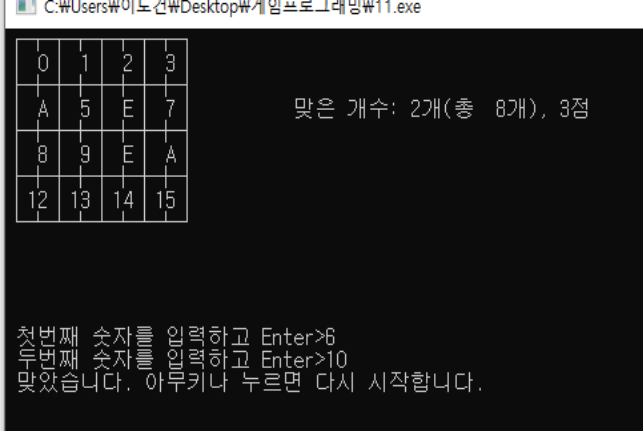 C:₩Users₩이도건₩Desktop₩게임프로그래밍₩11.exe
0 1 2 3
A 5 E 7 맞은 개수: 2개(총 8개), 3점
8 9 E A
12 13 14 15
첫번째 숫자를 입력하고 Enter>6
두번째 숫자를 입력하고 Enter>10
맞았습니다. 아무키나 누르면 다시 시작합니다.